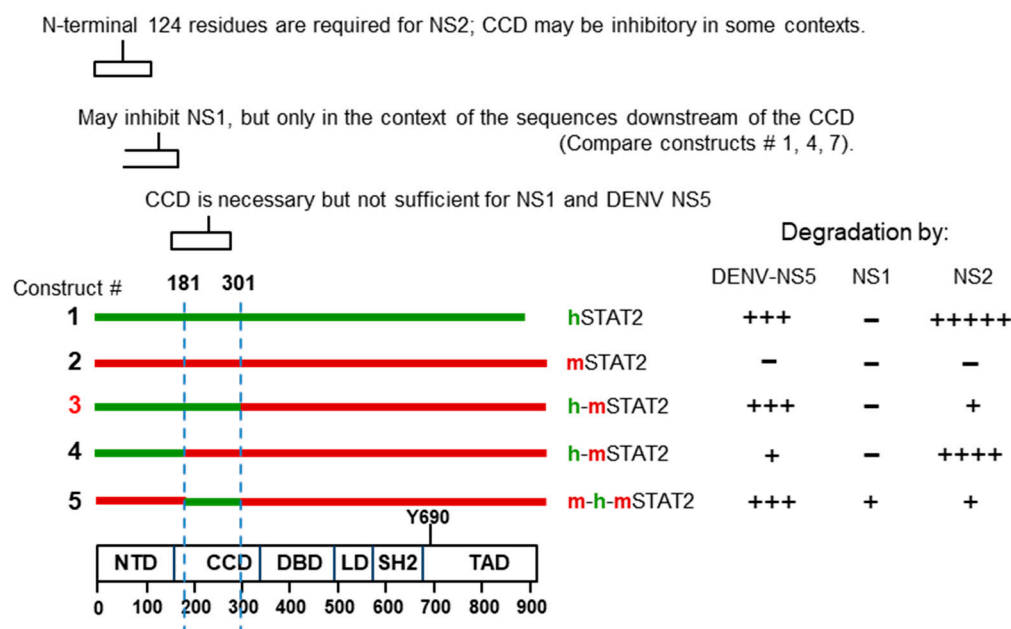 N-terminal 124 residues are required for NS2; CCD may be inhibitory in some contexts.
May inhibit NS1, but only in the context of the sequences downstream of the CCD
(Compare constructs # 1, 4, 7).
CCD is necessary but not sufficient for NS1 and DENV NS5
Degradation by:
Construct # 181 301 DENV-NS5 NS1 NS2
1 hSTAT2 +++ – +++++
2 mSTAT2 – – –
3 h-mSTAT2 +++ – +
4 h-mSTAT2 + – ++++
5 m-h-mSTAT2 +++ + +
Y690
NTD CCD DBD LD SH2 TAD
0 100 200 300 400 500 600 700 800 900